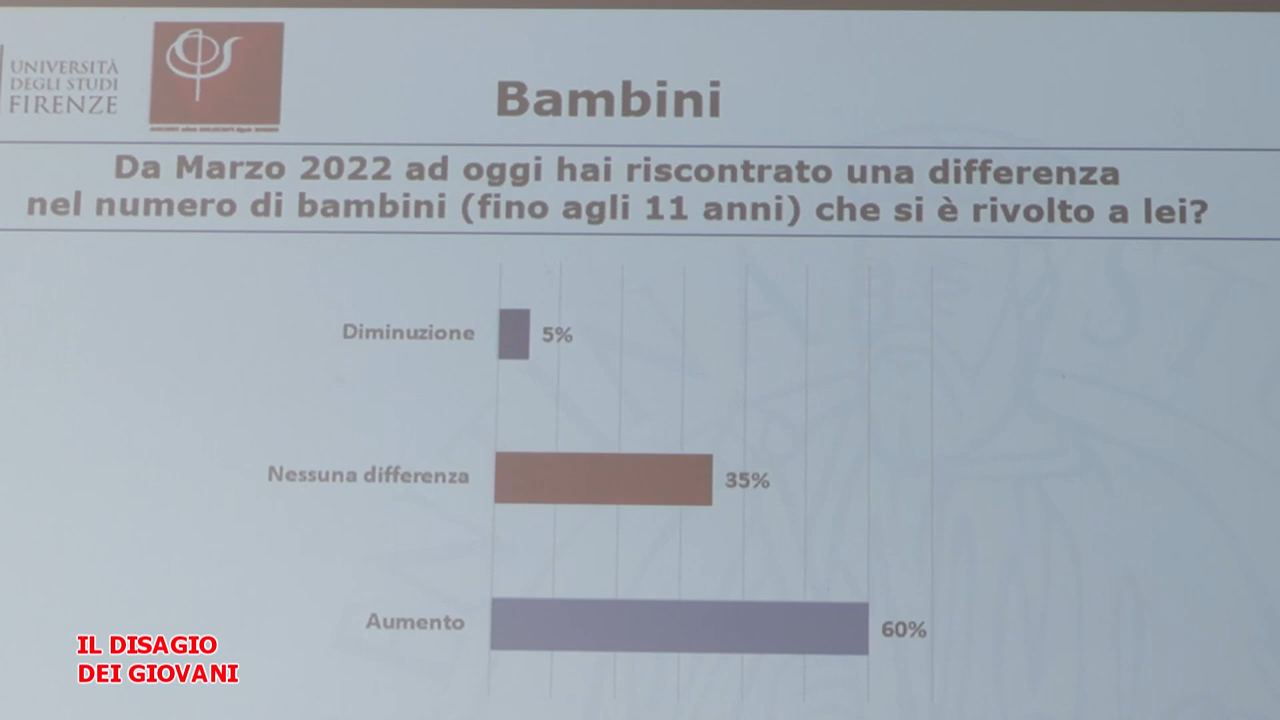 UNIVERSITÀ
DEGLI STUDI
FIRENZE
Bambini
Da Marzo 2022 ad oggi hai riscontrato una differenza
nel numero di bambini (fino agli 11 anni) che si è rivolto a lei?
Diminuzione
5%
Nessuna differenza
35%
Aumento
60%
IL DISAGIO
DEI GIOVANI